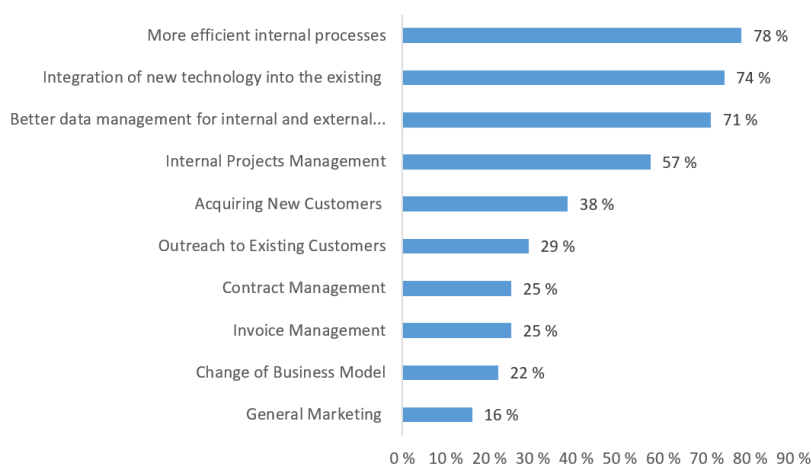 More efficient internal processes 78 %
Integration of new technology into the existing 74 %
Better data management for internal and external... 71 %
Internal Projects Management 57 %
Acquiring New Customers 38 %
Outreach to Existing Customers 29 %
Contract Management 25 %
Invoice Management 25 %
Change of Business Model 22 %
General Marketing 16 %
0 % 10 % 20 % 30 % 40 % 50 % 60 % 70 % 80 % 90 %